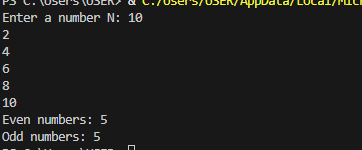 PS C:\Users\USER> & C:/Users/USER/AppData/Local/Mic
Enter a number N: 10
2
4
6
8
10
Even numbers: 5
Odd numbers: 5